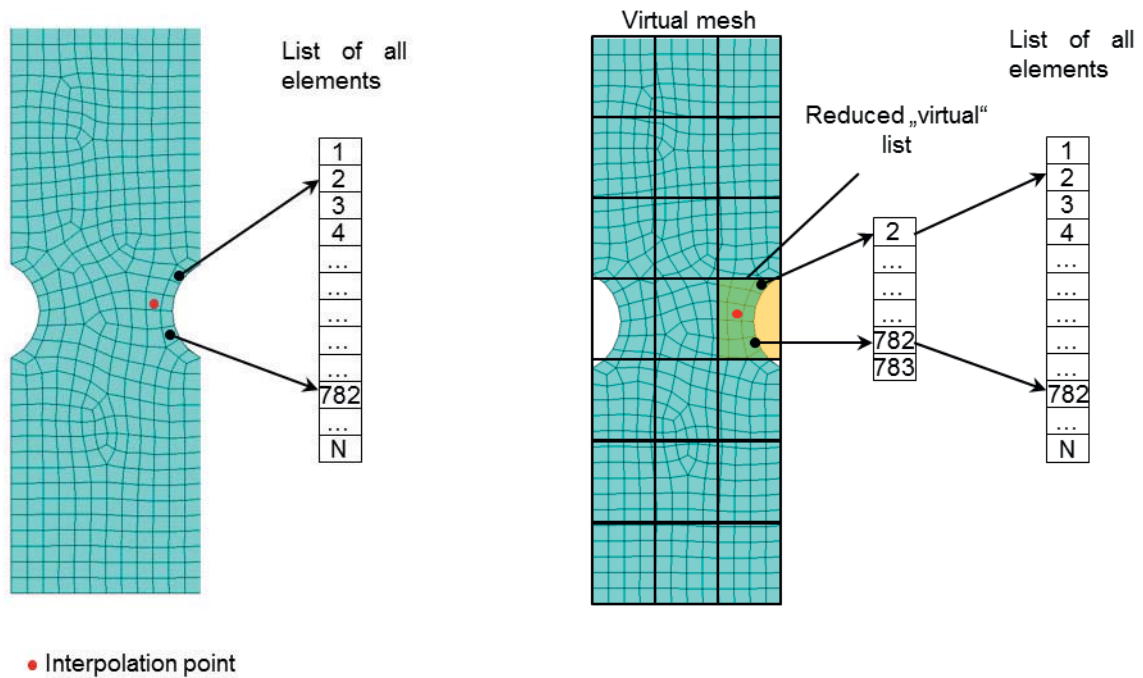 List of all
elements
1
2
3
4
...
...
...
...
...
782
...
N
Interpolation point
Virtual mesh
Reduced „virtual“
list
2
...
...
...
782
783
List of all
elements
1
2
3
4
...
...
...
...
...
782
...
N